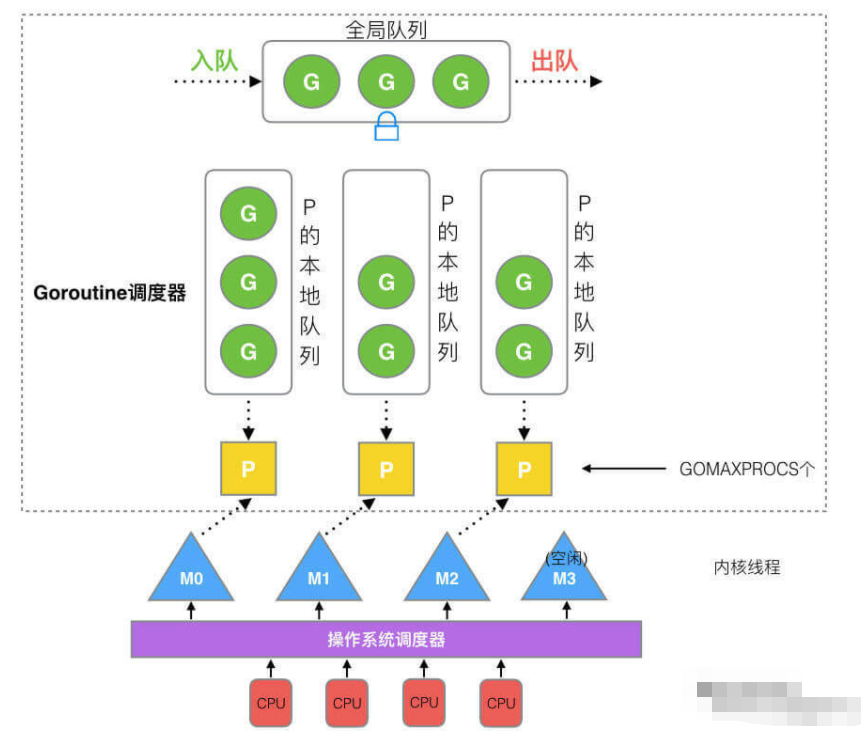 全局队列
入队
G G G
出队
G
G
G
P的本地队列
G
G
P的本地队列
G
G
P的本地队列
Goroutine调度器
P
P
P
GOMAXPROCS个
M0
M1
M2
(空闲)
M3
内核线程
操作系统调度器
CPU
CPU
CPU
CPU